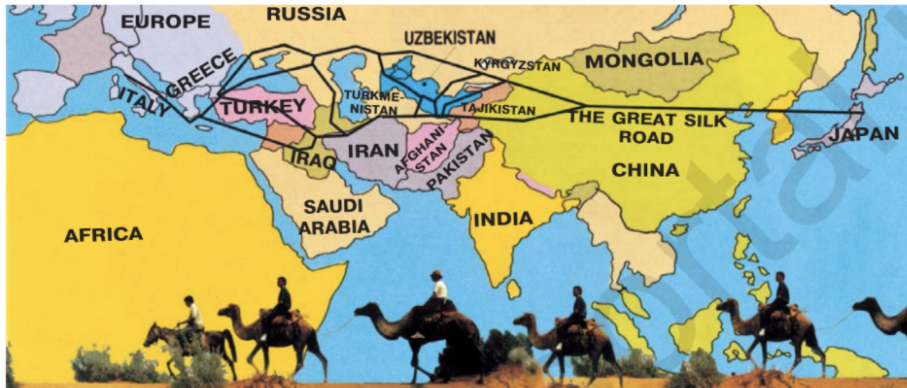 RUSSIA
EUROPE
UZBEKISTAN
KYRGYZSTAN
MONGOLIA
GREECE
ITALY
TURKEY
TURKME-
NISTAN
TAJIKISTAN
THE GREAT SILK
ROAD
JAPAN
IRAQ
IRAN
AFGHANI-
STAN
PAKISTAN
CHINA
SAUDI
ARABIA
INDIA
AFRICA